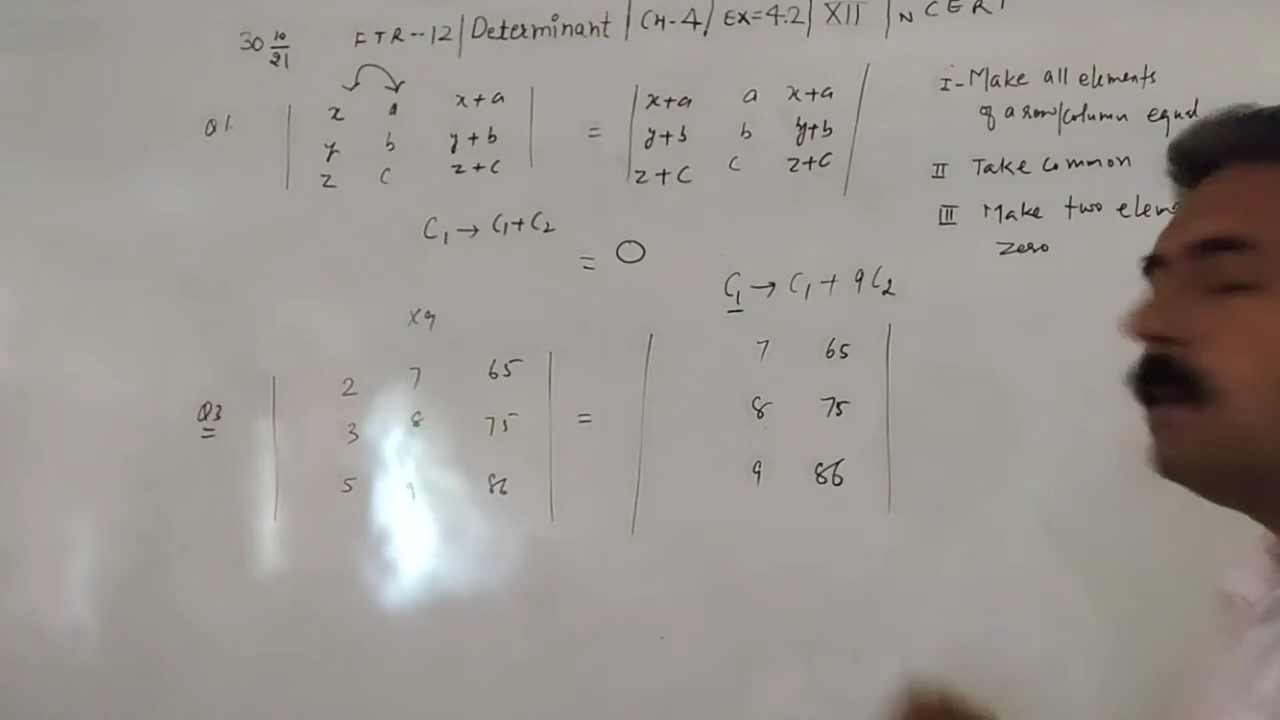 30 10/21 FTR--12|Determinant|CH-4/EX=4.2|XII|NCERT
Q1. | x a x+a | = | x+a a x+a |
| y b y+b | | y+b b y+b |
| z c z+c | | z+c c z+c |
C1→C1+C2
= 0
I-Make all elements
of a row/column equal
II Take common
III Make two
zero
C1→C1+9C2
x9
Q3 | 2 7 65 | = | 7 65 |
| 3 8 75 | | 8 75 |
| 5 9 86 | | 9 86 |